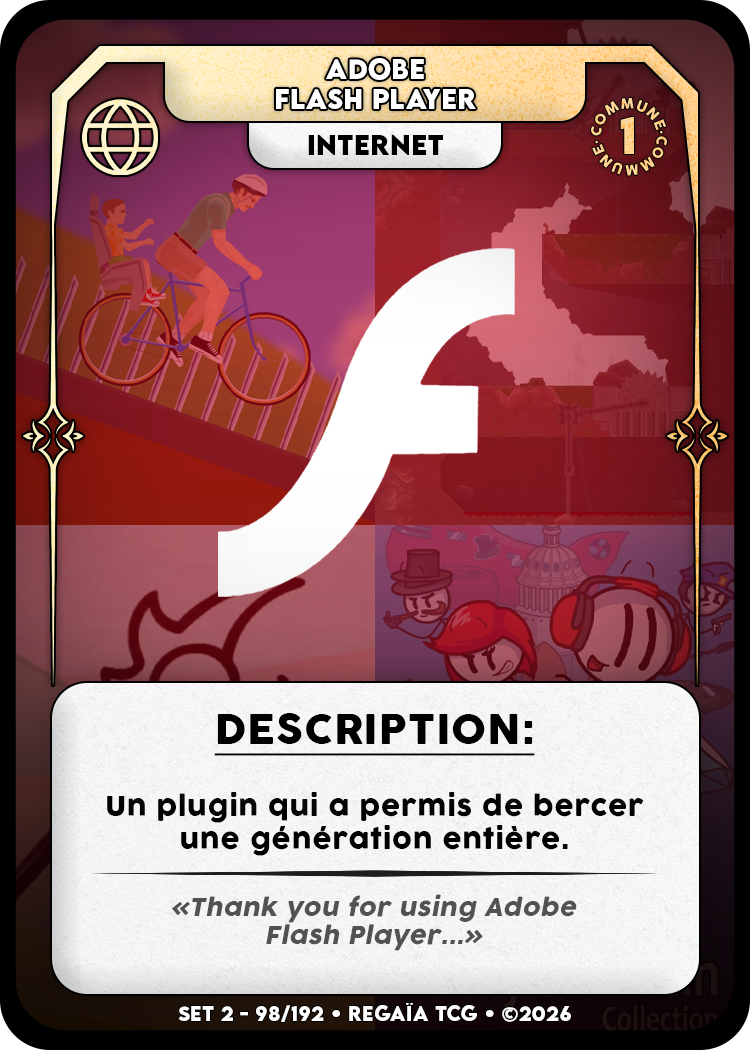 ADOBE
FLASH PLAYER
INTERNET
COMMUNE · COMMUNE ·
1
DESCRIPTION:
Un plugin qui a permis de bercer
une génération entière.
«Thank you for using Adobe
Flash Player...»
Collection
SET 2 - 98/192 • REGAÏA TCG • ©2026